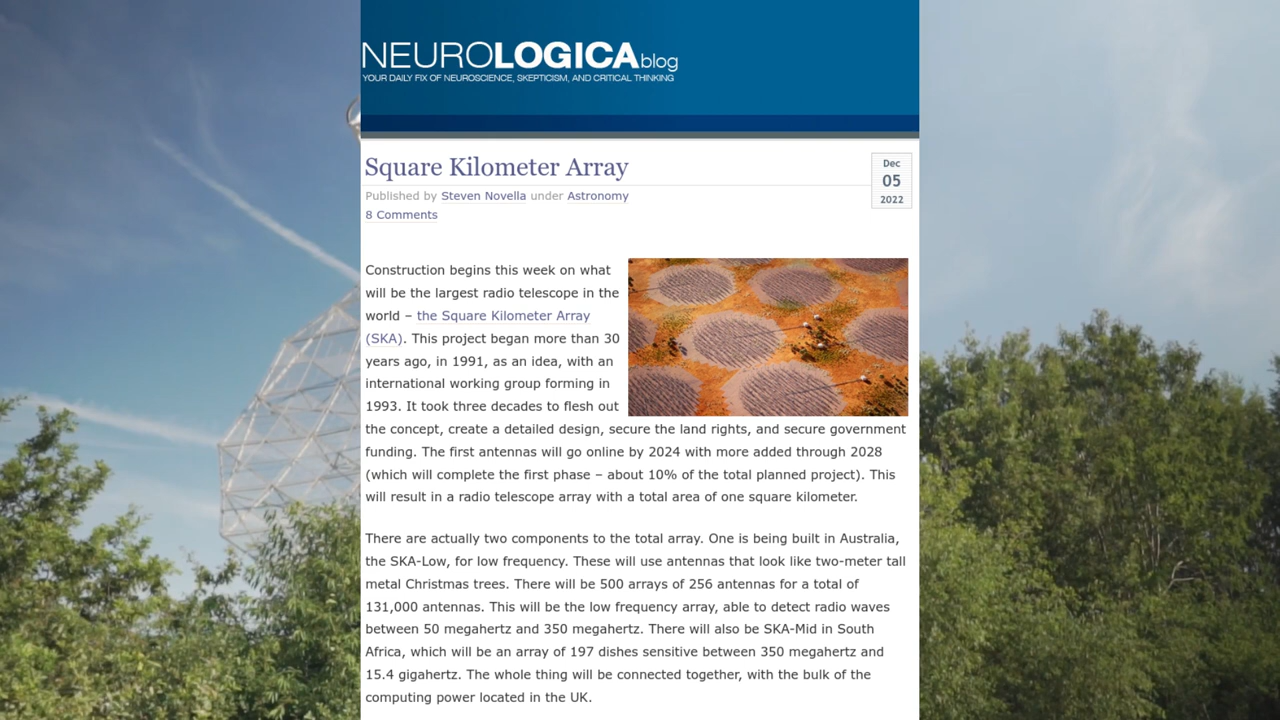 NEUROLOGICAblog
YOUR DAILY FIX OF NEUROSCIENCE, SKEPTICISM, AND CRITICAL THINKING
Square Kilometer Array
Dec
05
2022
Published by Steven Novella under Astronomy
8 Comments
Construction begins this week on what
will be the largest radio telescope in the
world – the Square Kilometer Array
(SKA). This project began more than 30
years ago, in 1991, as an idea, with an
international working group forming in
1993. It took three decades to flesh out
the concept, create a detailed design, secure the land rights, and secure government
funding. The first antennas will go online by 2024 with more added through 2028
(which will complete the first phase – about 10% of the total planned project). This
will result in a radio telescope array with a total area of one square kilometer.
There are actually two components to the total array. One is being built in Australia,
the SKA-Low, for low frequency. These will use antennas that look like two-meter tall
metal Christmas trees. There will be 500 arrays of 256 antennas for a total of
131,000 antennas. This will be the low frequency array, able to detect radio waves
between 50 megahertz and 350 megahertz. There will also be SKA-Mid in South
Africa, which will be an array of 197 dishes sensitive between 350 megahertz and
15.4 gigahertz. The whole thing will be connected together, with the bulk of the
computing power located in the UK.